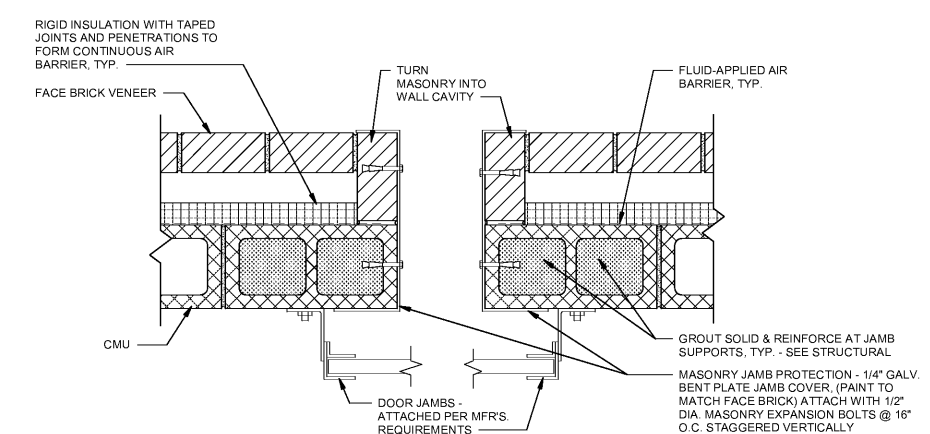 RIGID INSULATION WITH TAPED
JOINTS AND PENETRATIONS TO
FORM CONTINUOUS AIR
BARRIER, TYP.
FACE BRICK VENEER
TURN
MASONRY INTO
WALL CAVITY
FLUID-APPLIED AIR
BARRIER, TYP.
CMU
DOOR JAMBS -
ATTACHED PER MFR'S.
REQUIREMENTS
GROUT SOLID & REINFORCE AT JAMB
SUPPORTS, TYP. - SEE STRUCTURAL
MASONRY JAMB PROTECTION - 1/4" GALV.
BENT PLATE JAMB COVER, (PAINT TO
MATCH FACE BRICK) ATTACH WITH 1/2"
DIA. MASONRY EXPANSION BOLTS @ 16"
O.C. STAGGERED VERTICALLY